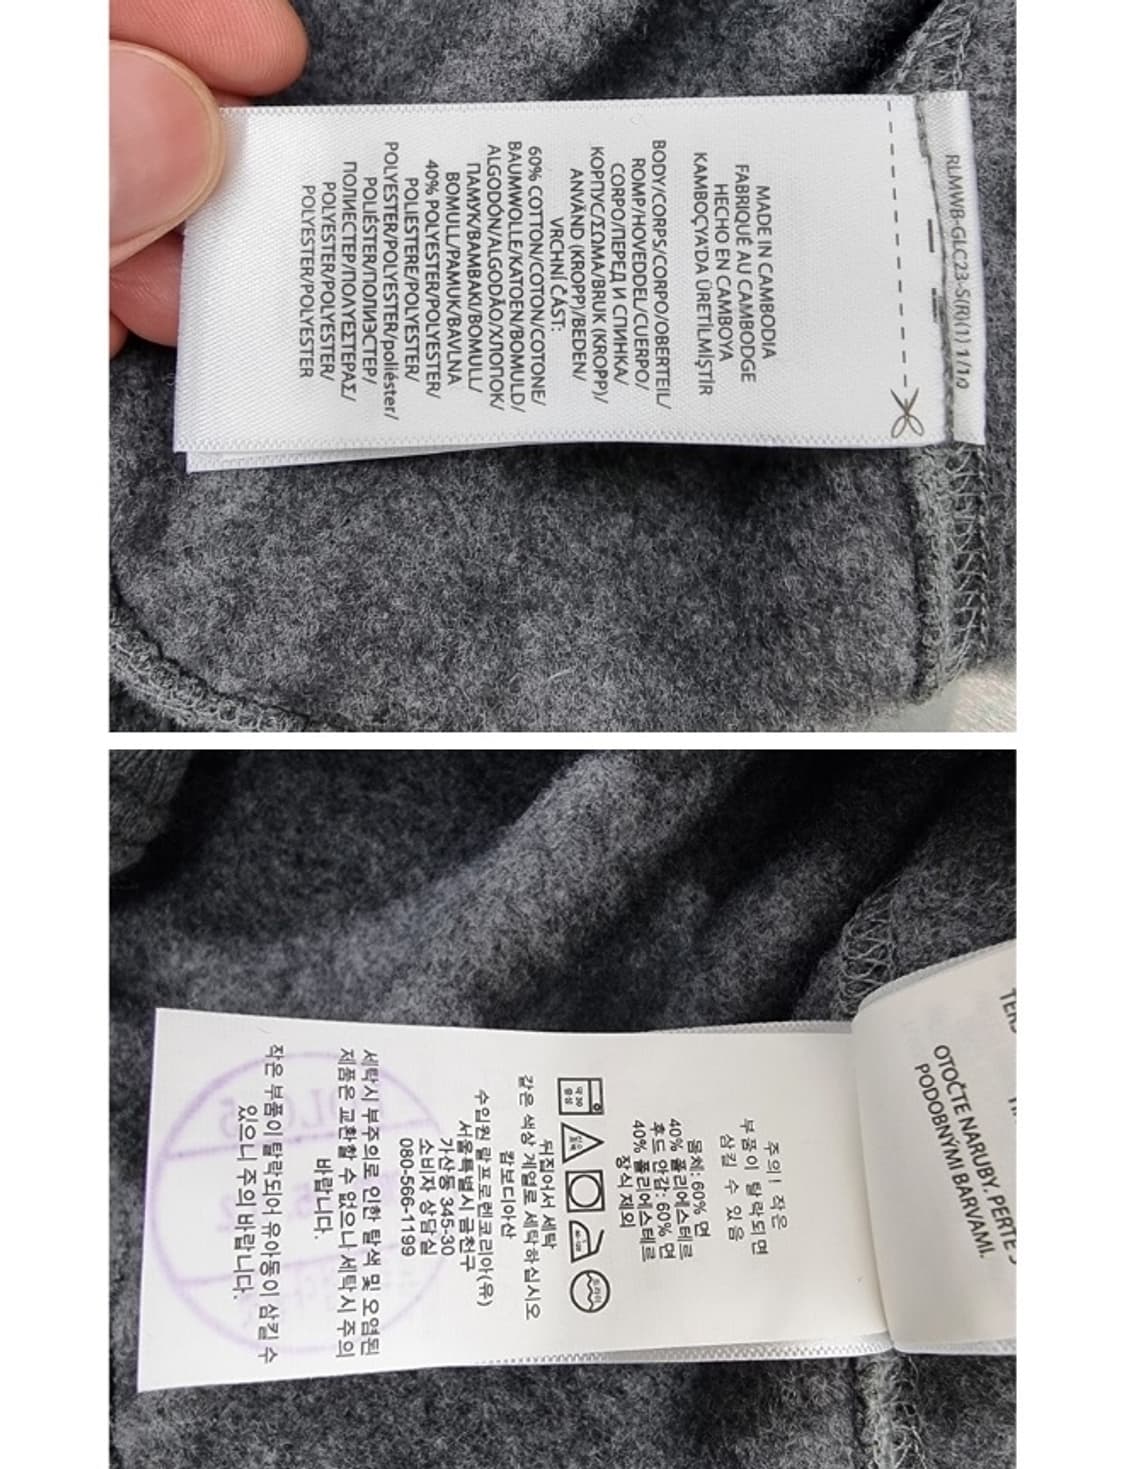 RLMWB-GLC23-S(R)(1) 1/10
MADE IN CAMBODIA
FABRIQUÉ AU CAMBODGE
HECHO EN CAMBOYA
KAMBOÇYA'DA ÜRETİLMİŞTİR
BODY/CORPS/CORPO/OBERTEIL/
ROMP/HOVEDDEL/CUERPO/
CORPO/ПЕРЕД И СПИНКА/
КОРПУС/ΣΩΜΑ/BRUK (KROPP)/
ANVÄND (KROPP)/BEDEN/
VRCHNÍ ČÁST:
60% COTTON/COTON/COTONE/
BAUMWOLLE/KATOEN/BOMULD/
ALGODÓN/ALGODÃO/ХЛОПОК/
ПАМУК/ΒΑΜΒΑΚΙ/BOMULL/
BOMULL/PAMUK/BAVLNA
40% POLYESTER/POLYESTER/
POLIESTERE/POLYESTER/
POLYESTER/POLYESTER/poliéster/
POLIÉSTER/ПОЛИЭСТЕР/
ПОЛИЕСТЕР/ΠΟΛΥΕΣΤΕΡΑΣ/
POLYESTER/POLYESTER/
POLYESTER/POLYESTER
OTOČTE NARUBY. PERTE S
PODOBNÝMI BARVAMI.
주의! 작은
부품이 탈락되면
삼킬 수 있음
몸체: 60% 면
40% 폴리에스테르
후드 안감: 60% 면
40% 폴리에스테르
장식 제외
뒤집어서 세탁
같은 색상 계열로 세탁하십시오
캄보디아산
수입원 랄프로렌코리아(유)
서울특별시 금천구
가산동 345-30
소비자 상담실
080-566-1199
세탁시 부주의로 인한 탈색 및 오염된
제품은 교환할 수 없으니 세탁시 주의
바랍니다.
작은 부품이 탈락되어 유아동이 삼킬 수
있으니 주의 바랍니다.